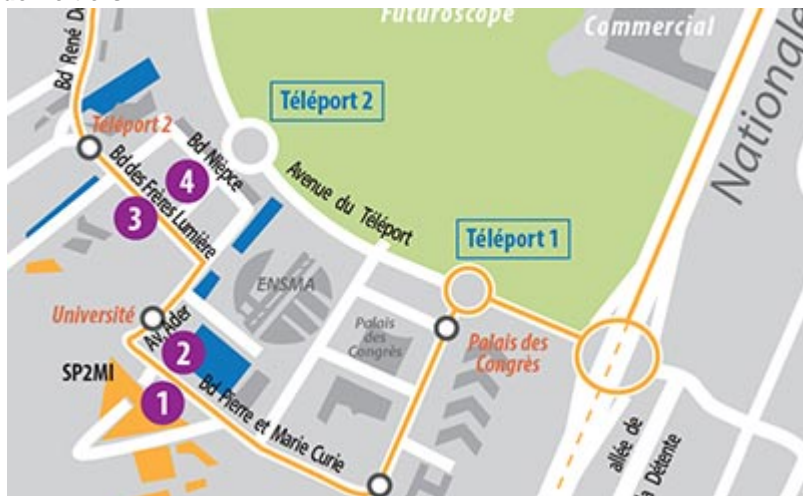 Futuroscope
Commercial
Nationale
Bd René
Téléport 2
Téléport 2
Bd Nièpce
Avenue du Téléport
Bd des Frères Lumière
4
3
Téléport 1
ENSMA
Université
Av. Ader
Palais
des
Congrès
Palais des
Congrès
2
SP2MI
1
Bd Pierre et Marie Curie
allée de
la Détente